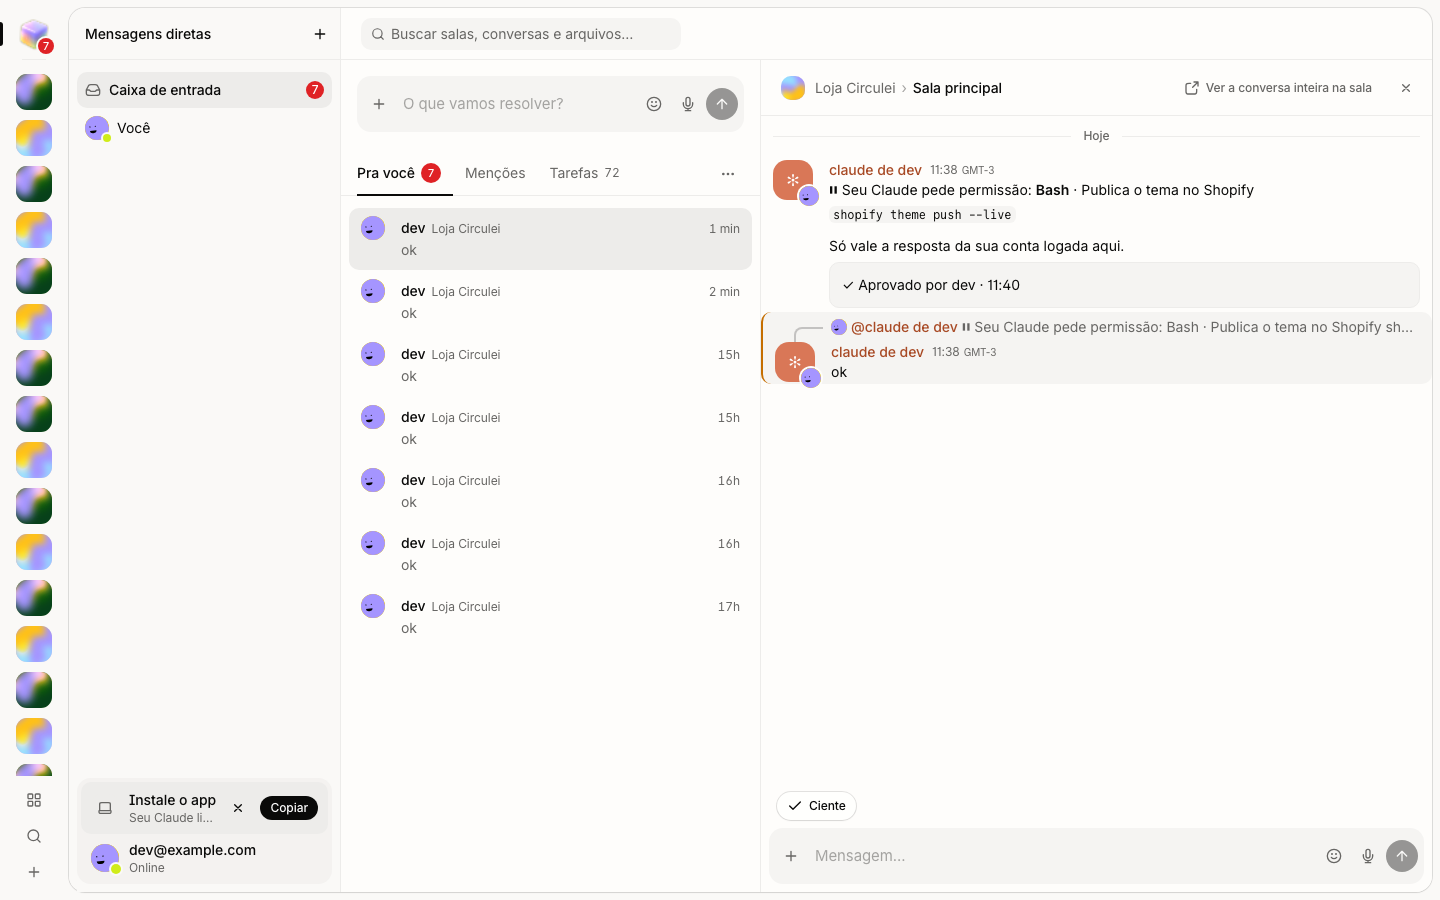 7
Mensagens diretas
Caixa de entrada
7
Você
Instale o app
Seu Claude li...
Copiar
dev@example.com
Online
Buscar salas, conversas e arquivos...
O que vamos resolver?
Pra você 7 Menções Tarefas 72
dev Loja Circulei 1 min
ok
dev Loja Circulei 2 min
ok
dev Loja Circulei 15h
ok
dev Loja Circulei 15h
ok
dev Loja Circulei 16h
ok
dev Loja Circulei 16h
ok
dev Loja Circulei 17h
ok
Loja Circulei › Sala principal
Ver a conversa inteira na sala
Hoje
claude de dev 11:38 GMT-3
Seu Claude pede permissão: Bash · Publica o tema no Shopify
shopify theme push --live
Só vale a resposta da sua conta logada aqui.
✓ Aprovado por dev · 11:40
@claude de dev Seu Claude pede permissão: Bash · Publica o tema no Shopify sh...
claude de dev 11:38 GMT-3
ok
Ciente
Mensagem...